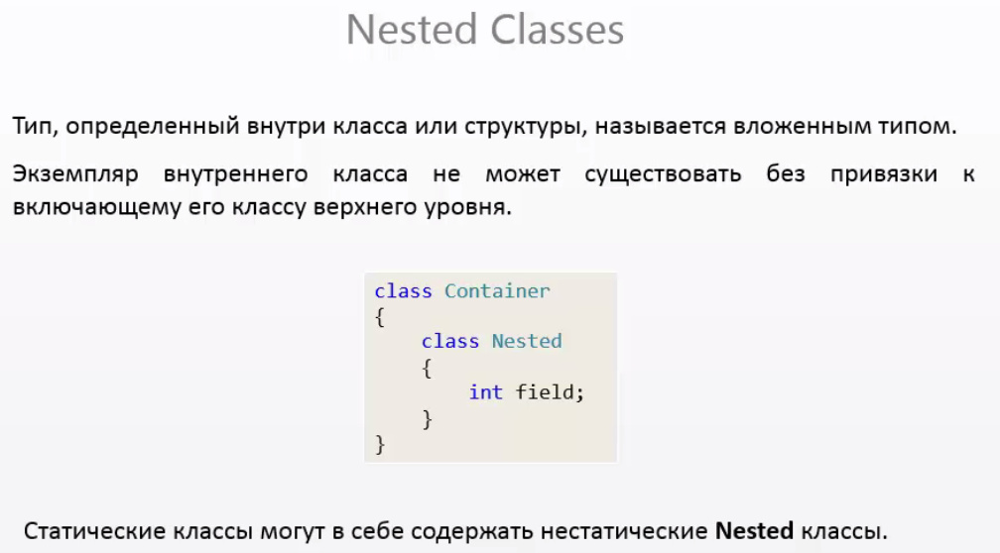 Nested Classes
Тип, определенный внутри класса или структуры, называется вложенным типом.
Экземпляр внутреннего класса не может существовать без привязки к
включающему его классу верхнего уровня.
class Container
{
    class Nested
    {
        int field;
    }
}
Статические классы могут в себе содержать нестатические Nested классы.